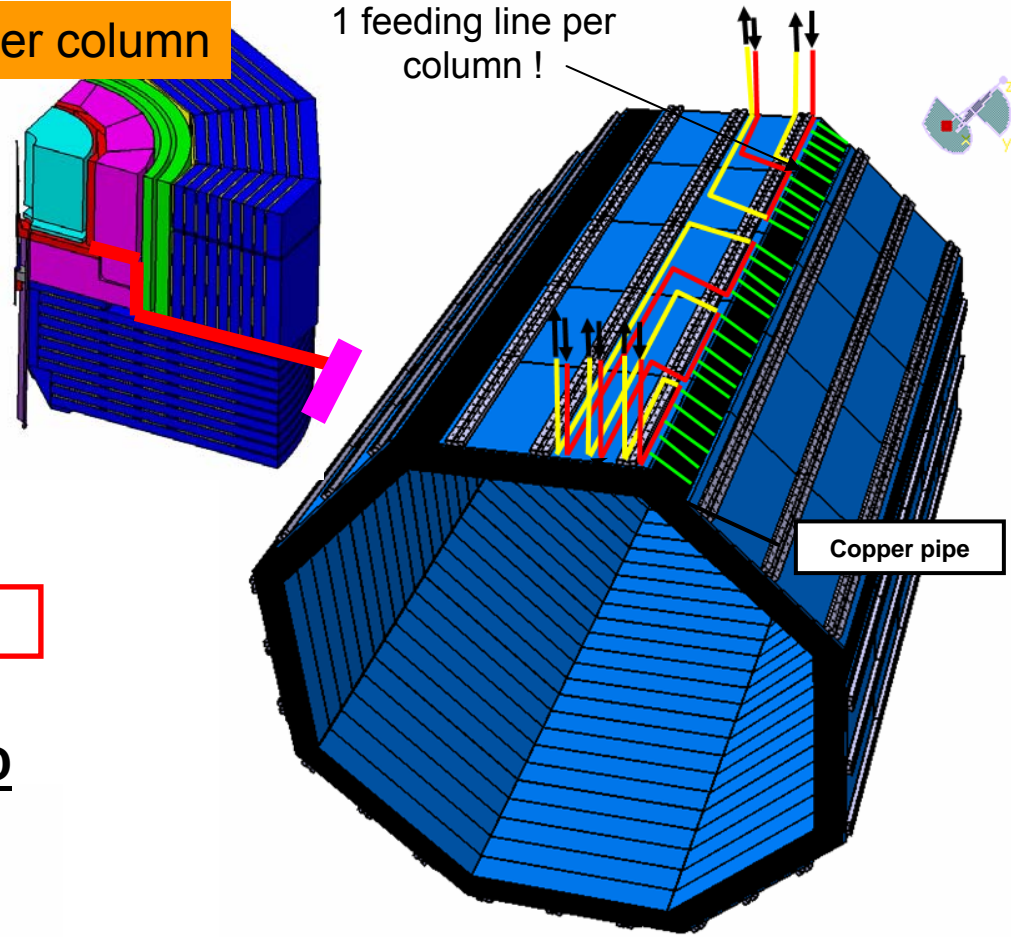 er column
1 feeding line per
column !
Copper pipe
z
x
y